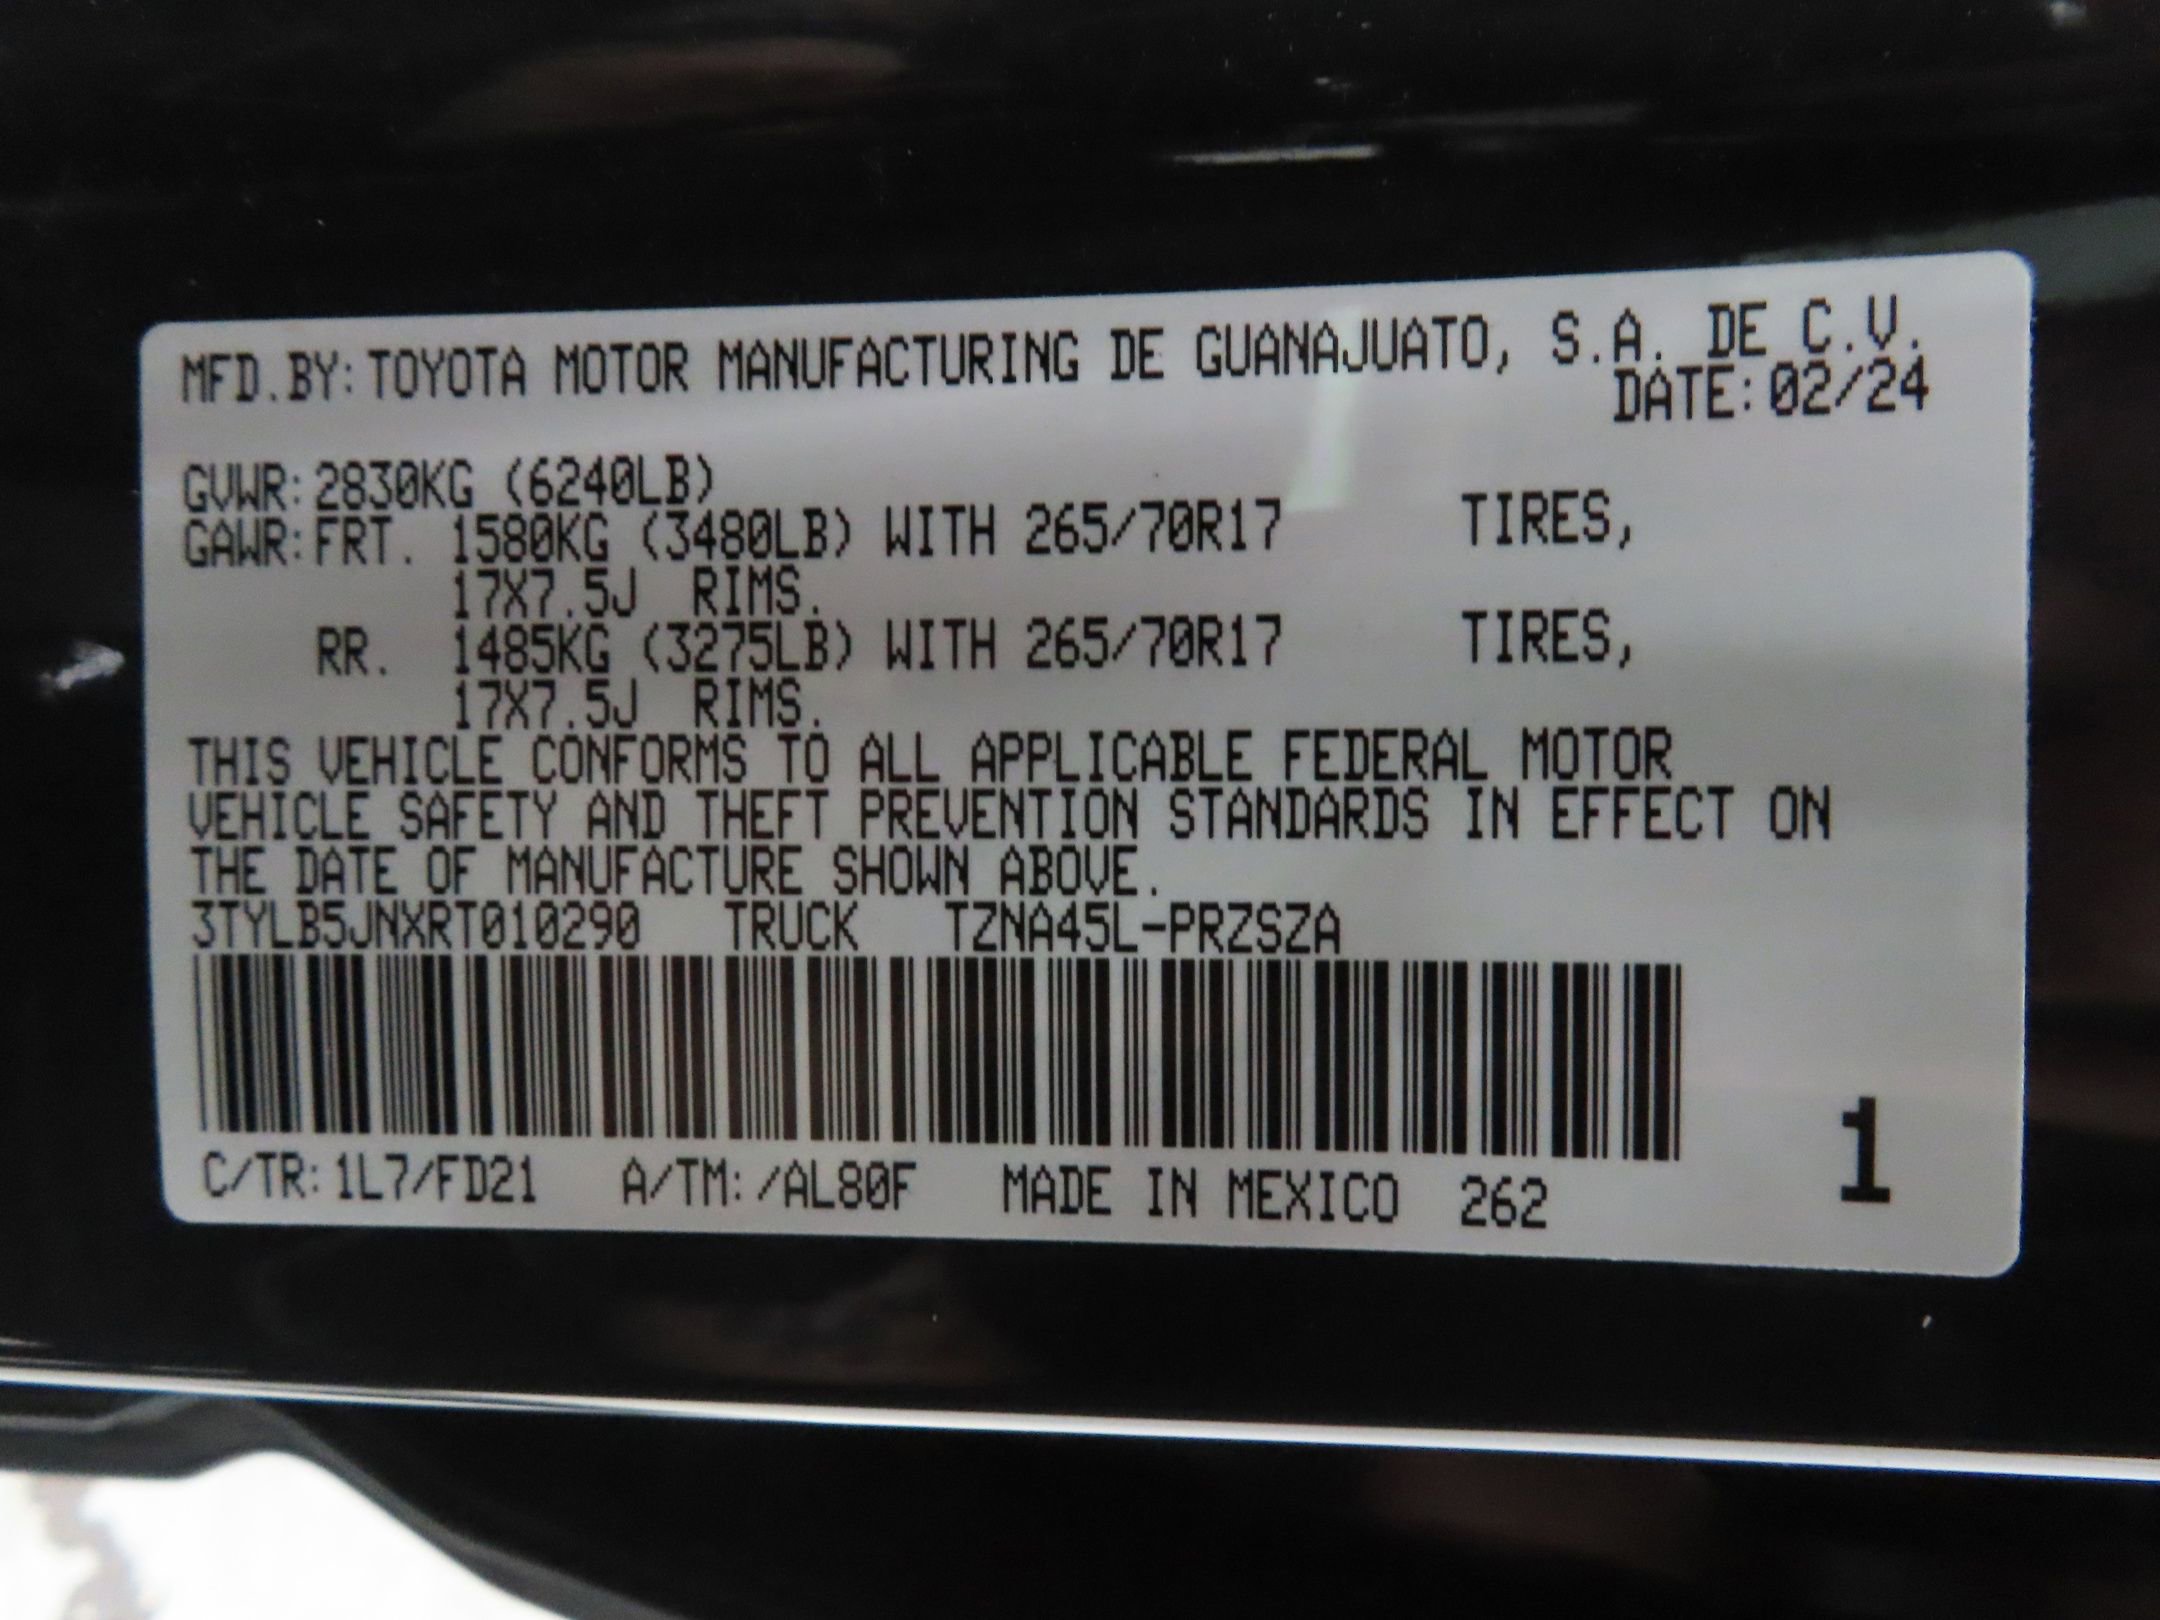 MFD.BY: TOYOTA MOTOR MANUFACTURING DE GUANAJUATO, S.A. DE C.V.
DATE: 02/24
GVWR: 2830KG (6240LB)
GAWR: FRT. 1580KG (3480LB) WITH 265/70R17 TIRES,
17X7.5J RIMS.
RR. 1485KG (3275LB) WITH 265/70R17 TIRES,
17X7.5J RIMS.
THIS VEHICLE CONFORMS TO ALL APPLICABLE FEDERAL MOTOR
VEHICLE SAFETY AND THEFT PREVENTION STANDARDS IN EFFECT ON
THE DATE OF MANUFACTURE SHOWN ABOVE.
3TYLB5JNXRT010290 TRUCK TZNA45L-PRZSZA
C/TR: 1L7/FD21 A/TM: /AL80F MADE IN MEXICO 262
1